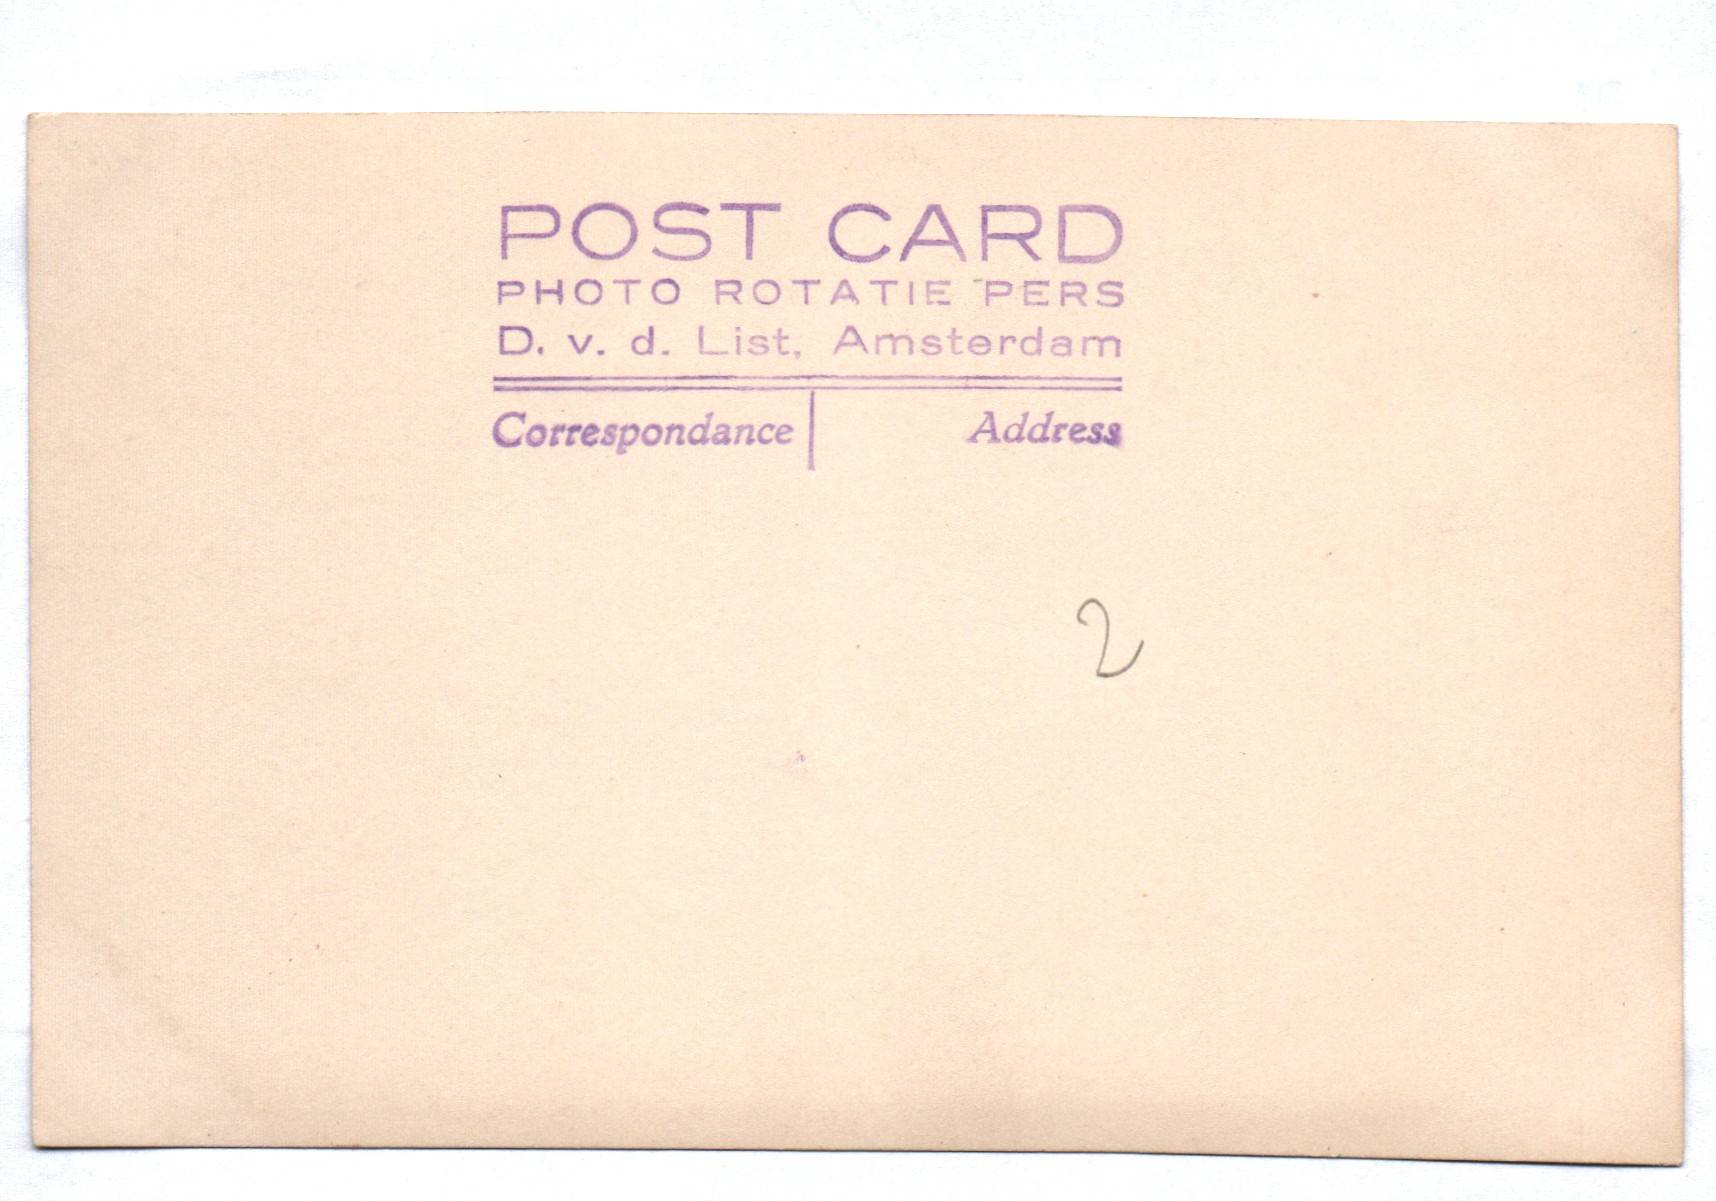 POST CARD
PHOTO ROTATIE PERS
D. v. d. List, Amsterdam
Correspondance Address
2